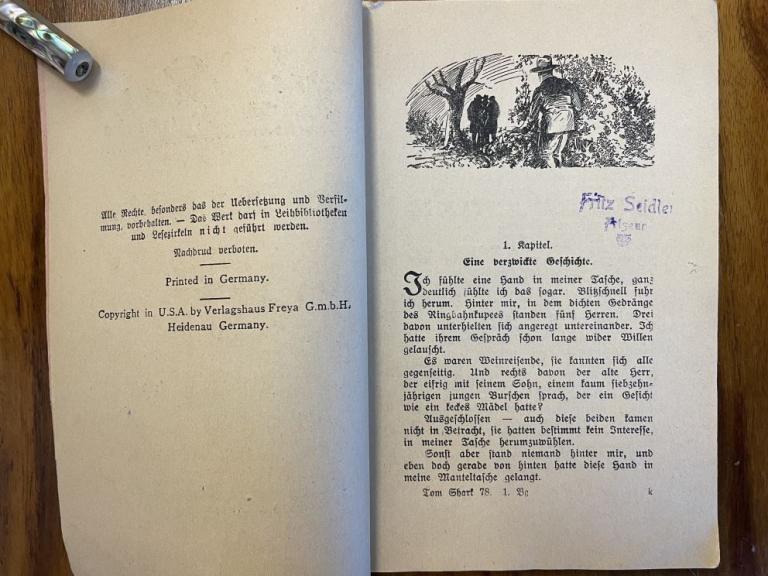 Alle Rechte, besonders das der Uebersetzung und Verfil-
mung, vorbehalten. — Das Werk darf in Leihbibliotheken
und Lesezirkeln nicht geführt werden.
Nachdruck verboten.
Printed in Germany.
Copyright in U.S.A. by Verlagshaus Freya G.m.b.H.
Heidenau Germany.
Fritz Seidler
1. Kapitel.
Eine verzwickte Geschichte.
Ich fühlte eine Hand in meiner Tasche, ganz
deutlich fühlte ich das sogar. Blitzschnell fuhr
ich herum. Hinter mir, in dem dichten Gedränge
des Ringbahnkupees standen fünf Herren. Drei
davon unterhielten sich angeregt untereinander. Ich
hatte ihrem Gespräch schon lange wider Willen
gelauscht.
Es waren Weinreisende, sie kannten sich alle
gegenseitig. Und rechts davon der alte Herr,
der eifrig mit seinem Sohn, einem kaum siebzehn-
jährigen jungen Burschen sprach, der ein Gesicht
wie ein keckes Mädel hatte?
Ausgeschlossen — auch diese beiden kamen
nicht in Betracht, sie hatten bestimmt kein Interesse,
in meiner Tasche herumzuwühlen.
Sonst aber stand niemand hinter mir, und
eben doch gerade von hinten hatte diese Hand in
meine Manteltasche gelangt.
Tom Shark 78. 1. Bg k